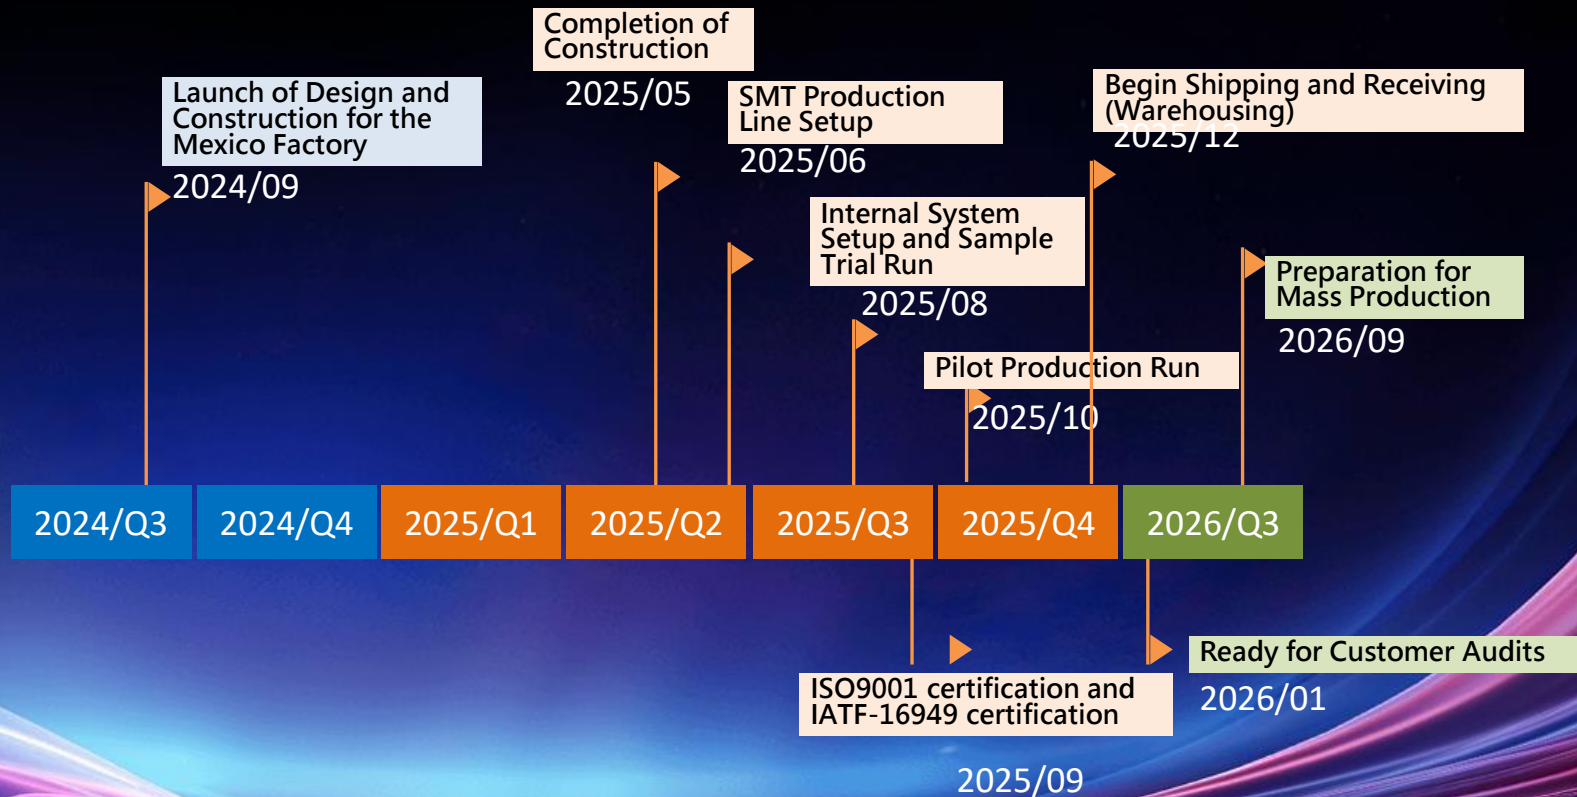 Completion of
Construction
2025/05
Launch of Design and
Construction for the
Mexico Factory
2024/09
SMT Production
Line Setup
2025/06
Begin Shipping and Receiving
(Warehousing)
2025/12
Internal System
Setup and Sample
Trial Run
2025/08
Preparation for
Mass Production
2026/09
Pilot Production Run
2025/10
2024/Q3
2024/Q4
2025/Q1
2025/Q2
2025/Q3
2025/Q4
2026/Q3
ISO9001 certification and
IATF-16949 certification
2025/09
Ready for Customer Audits
2026/01